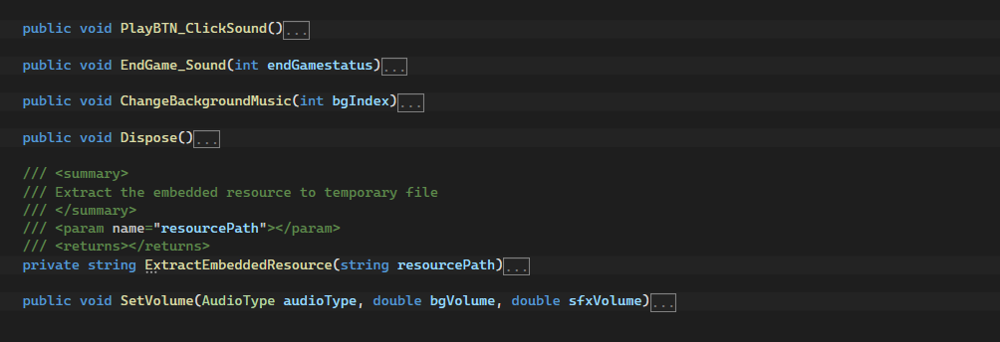 public void PlayBTN_ClickSound()...
public void EndGame_Sound(int endGamestatus)...
public void ChangeBackgroundMusic(int bgIndex)...
public void Dispose()...
/// <summary>
/// Extract the embedded resource to temporary file
/// </summary>
/// <param name="resourcePath"></param>
/// <returns></returns>
private string ExtractEmbeddedResource(string resourcePath)...
public void SetVolume(AudioType audioType, double bgVolume, double sfxVolume)...